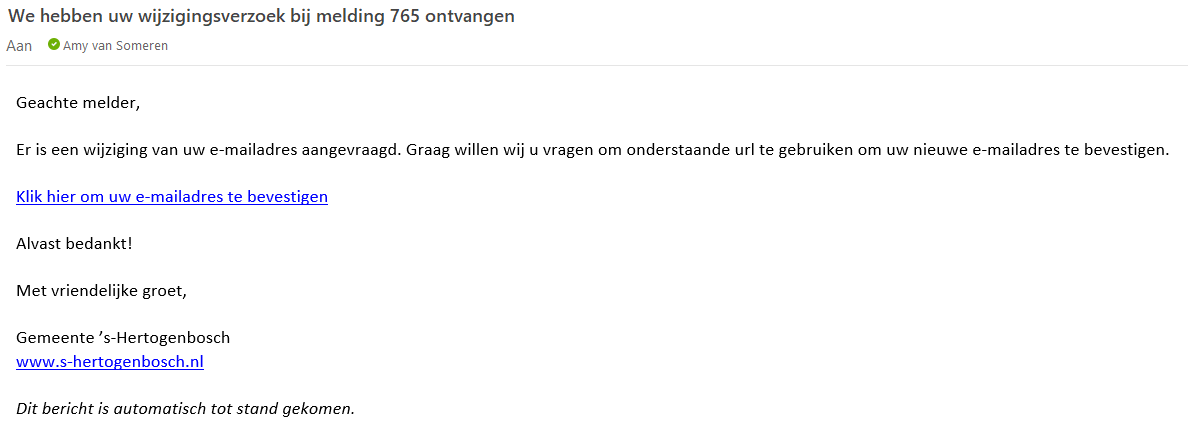 We hebben uw wijzigingsverzoek bij melding 765 ontvangen
Aan Amy van Someren
Geachte melder,
Er is een wijziging van uw e-mailadres aangevraagd. Graag willen wij u vragen om onderstaande url te gebruiken om uw nieuwe e-mailadres te bevestigen.
Klik hier om uw e-mailadres te bevestigen
Alvast bedankt!
Met vriendelijke groet,
Gemeente ’s-Hertogenbosch
www.s-hertogenbosch.nl
Dit bericht is automatisch tot stand gekomen.